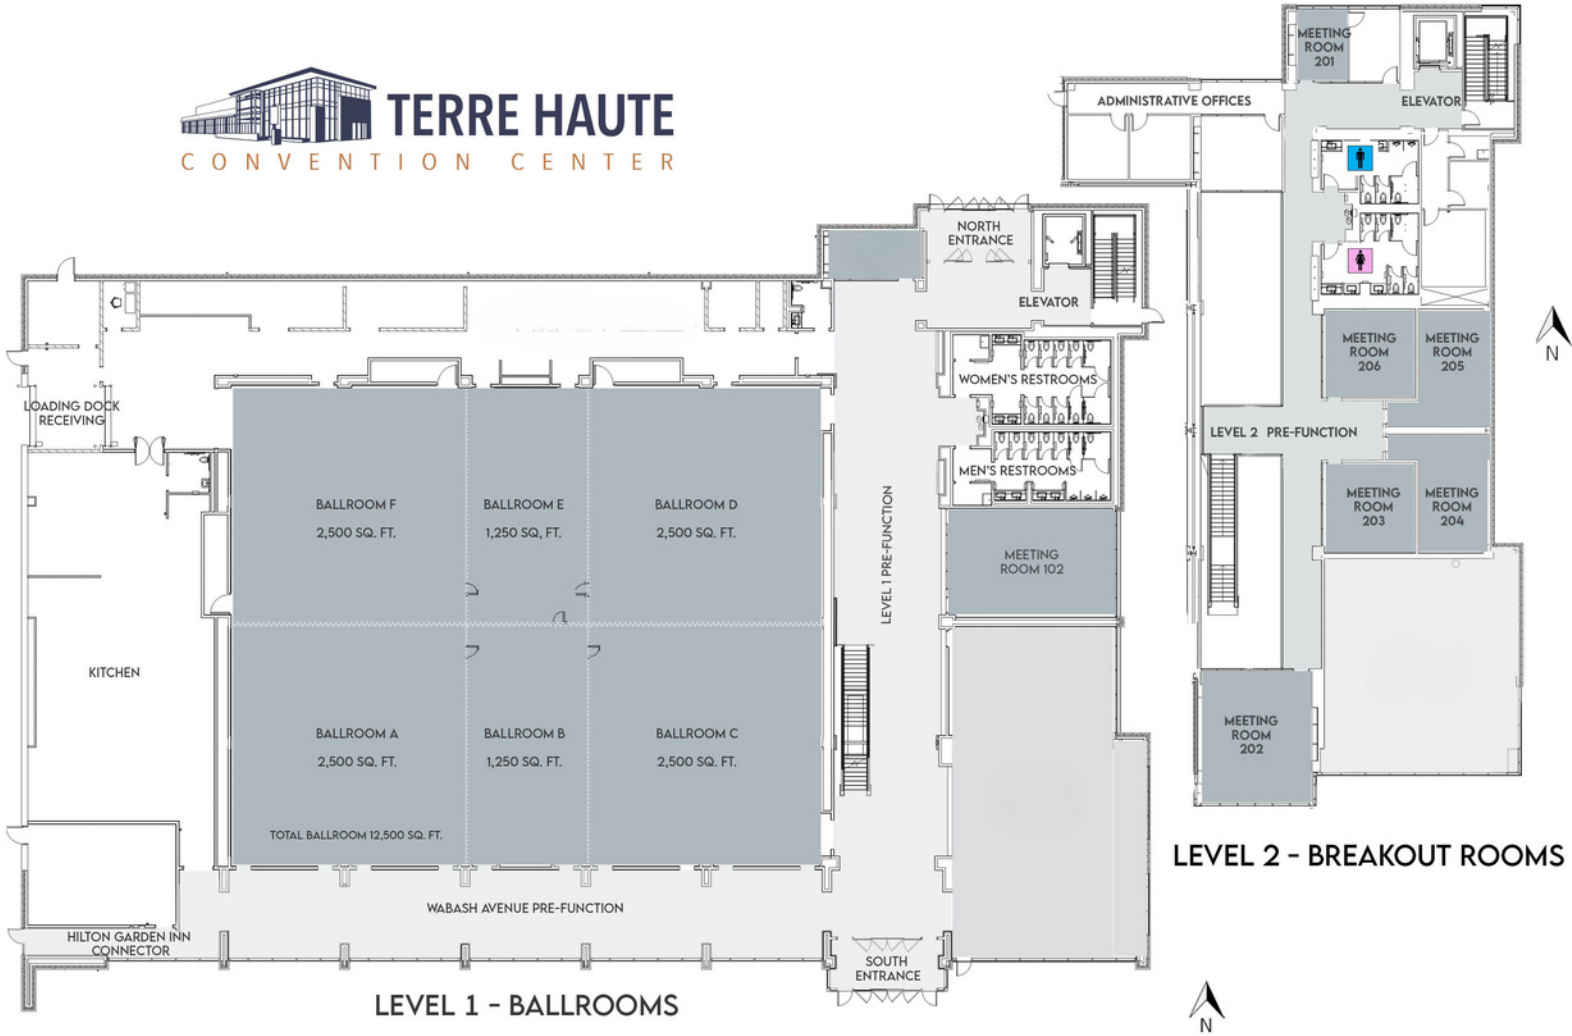 TERRE HAUTE
CONVENTION CENTER
NORTH
ENTRANCE
ELEVATOR
WOMEN'S RESTROOMS
MEN'S RESTROOMS
LOADING DOCK
RECEIVING
BALLROOM F
2,500 SQ. FT.
BALLROOM E
1,250 SQ, FT.
BALLROOM D
2,500 SQ. FT.
LEVEL 1 PRE-FUNCTION
MEETING
ROOM 102
KITCHEN
BALLROOM A
2,500 SQ. FT.
BALLROOM B
1,250 SQ. FT.
BALLROOM C
2,500 SQ. FT.
TOTAL BALLROOM 12,500 SQ. FT.
WABASH AVENUE PRE-FUNCTION
HILTON GARDEN INN
CONNECTOR
SOUTH
ENTRANCE
LEVEL 1 - BALLROOMS
N
MEETING
ROOM
201
ADMINISTRATIVE OFFICES
ELEVATOR
MEETING
ROOM
206
MEETING
ROOM
205
LEVEL 2 PRE-FUNCTION
MEETING
ROOM
203
MEETING
ROOM
204
MEETING
ROOM
202
N
LEVEL 2 - BREAKOUT ROOMS